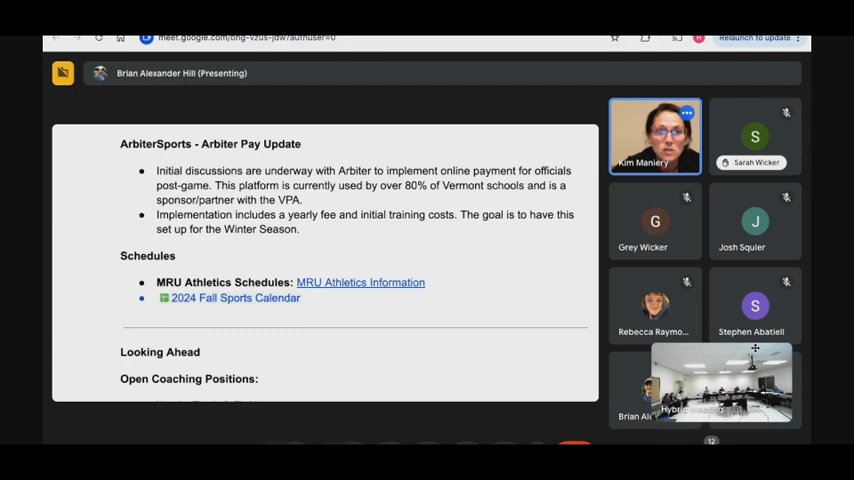 meet.google.com/bng-vzus-jdw?authuser=0
Relaunch to update
Brian Alexander Hill (Presenting)
ArbiterSports - Arbiter Pay Update
Initial discussions are underway with Arbiter to implement online payment for officials
post-game. This platform is currently used by over 80% of Vermont schools and is a
sponsor/partner with the VPA.
Implementation includes a yearly fee and initial training costs. The goal is to have this
set up for the Winter Season.
Schedules
MRU Athletics Schedules: MRU Athletics Information
2024 Fall Sports Calendar
Looking Ahead
Open Coaching Positions:
Kim Maniery
S
Sarah Wicker
G
Grey Wicker
J
Josh Squier
Rebecca Raymo...
S
Stephen Abatiell
Brian Al
Hybrid Meeting
12